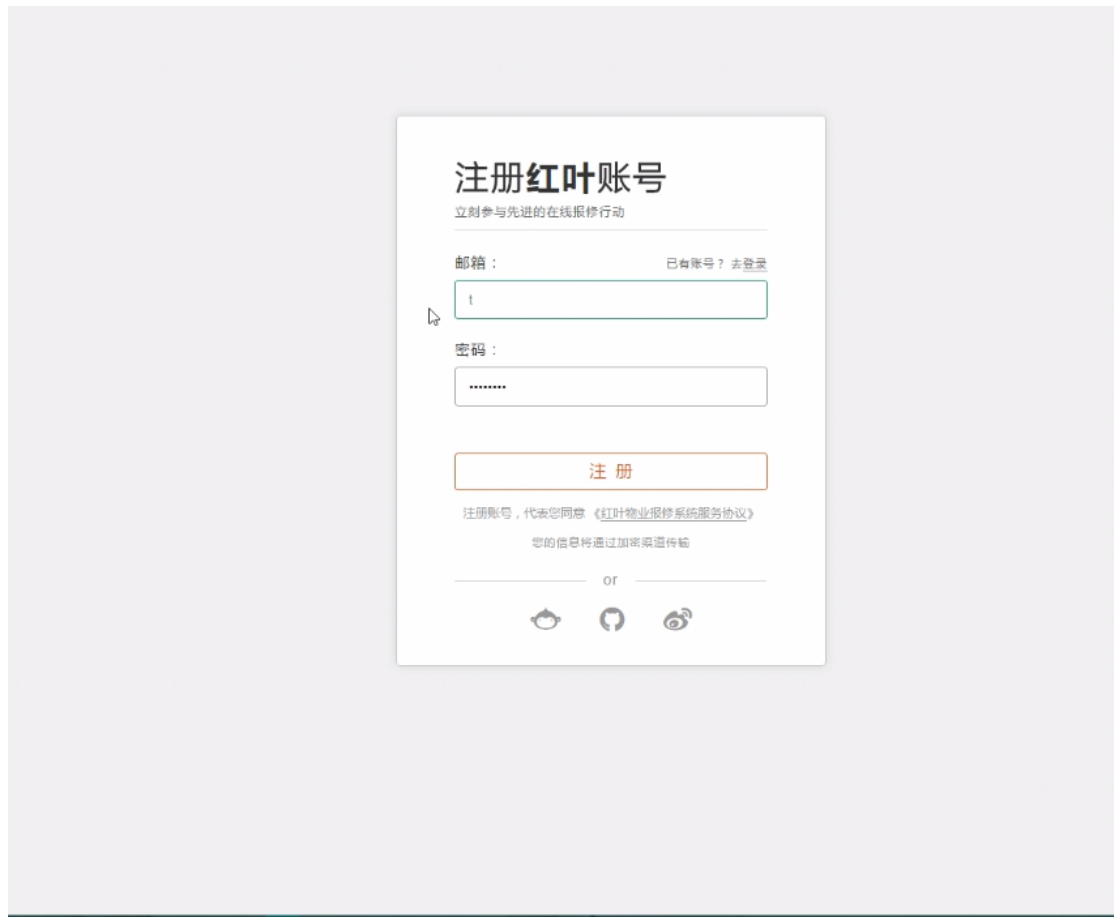 注册红叶账号
立刻参与先进的在线报修行动
邮箱： 已有账号？ 去登录
t
密码：
••••••••
注 册
注册账号，代表您同意《红叶物业报修系统服务协议》
您的信息将通过加密渠道传输
or